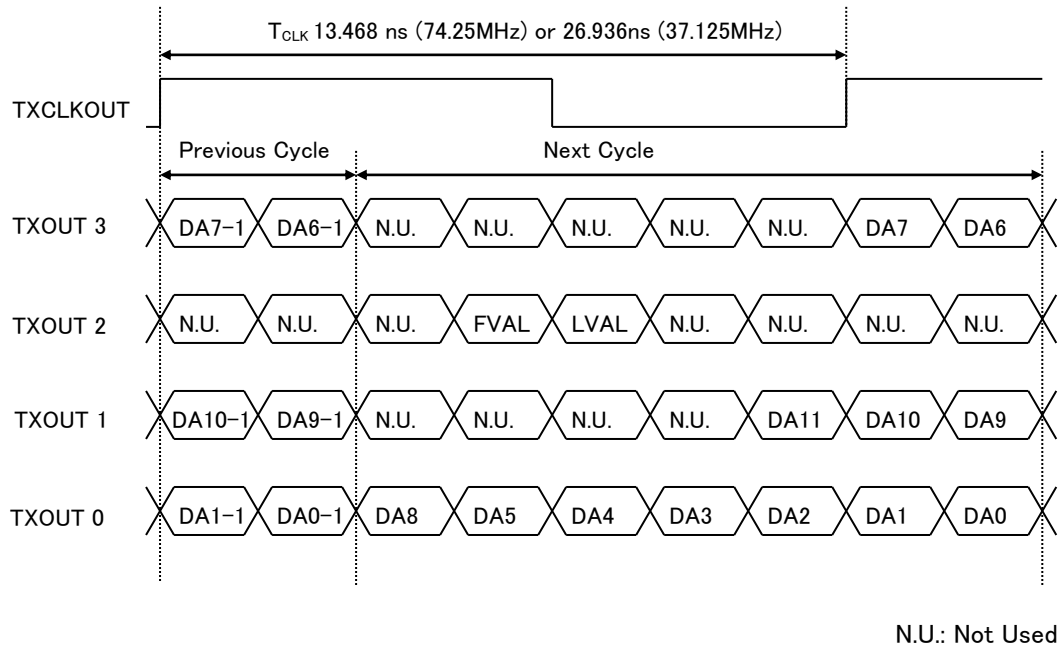 TCLK 13.468 ns (74.25MHz) or 26.936ns (37.125MHz)
TXCLKOUT
Previous Cycle Next Cycle
TXOUT 3 DA7-1 DA6-1 N.U. N.U. N.U. N.U. N.U. DA7 DA6
TXOUT 2 N.U. N.U. N.U. FVAL LVAL N.U. N.U. N.U. N.U.
TXOUT 1 DA10-1 DA9-1 N.U. N.U. N.U. N.U. DA11 DA10 DA9
TXOUT 0 DA1-1 DA0-1 DA8 DA5 DA4 DA3 DA2 DA1 DA0
N.U.: Not Used